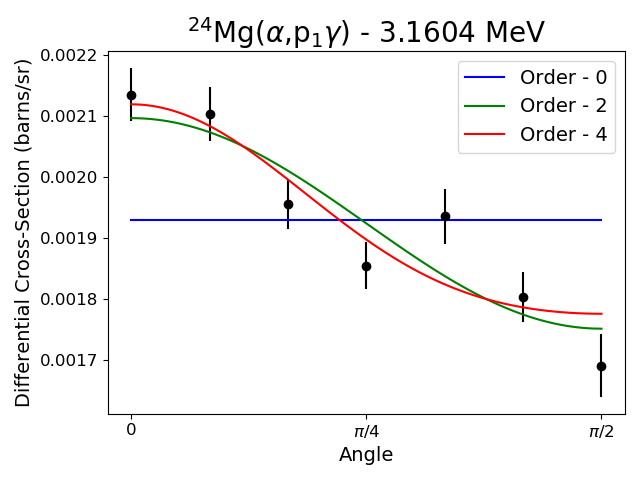 ²⁴Mg(α,p₁γ) - 3.1604 MeV
Differential Cross-Section (barns/sr)
0.0022
0.0021
0.0020
0.0019
0.0018
0.0017
Order - 0
Order - 2
Order - 4
0
π/4
π/2
Angle